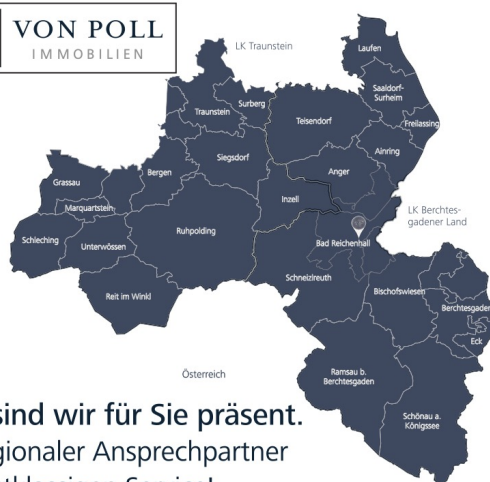 VON POLL
IMMOBILIEN
LK Traunstein
Laufen
Saaldorf-
Surheim
Surberg
Traunstein
Teisendorf
Freilassing
Ainring
Siegsdorf
Anger
Bergen
Grassau
Inzell
Marquartstein
LK Berchtes-
gadener Land
Ruhpolding
Schleching
Unterwössen
Bad Reichenhall
Schneizlreuth
Bischofswiesen
Reit im Winkl
Berchtesgaden
Eck
Österreich
Ramsau b.
Berchtesgaden
Schönau a.
Königssee
sind wir für Sie präsent.
gionaler Ansprechpartner